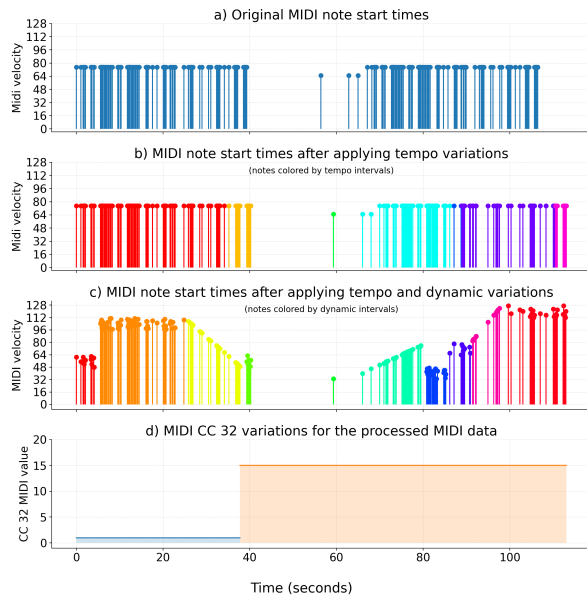 a) Original MIDI note start times
Midi velocity
128
112
96
80
64
48
32
16
0
b) MIDI note start times after applying tempo variations
(notes colored by tempo intervals)
Midi velocity
128
112
96
80
64
48
32
16
0
c) MIDI note start times after applying tempo and dynamic variations
(notes colored by dynamic intervals)
MIDI velocity
128
112
96
80
64
48
32
16
0
d) MIDI CC 32 variations for the processed MIDI data
CC 32 MIDI value
20
15
10
5
0
0 20 40 60 80 100
Time (seconds)